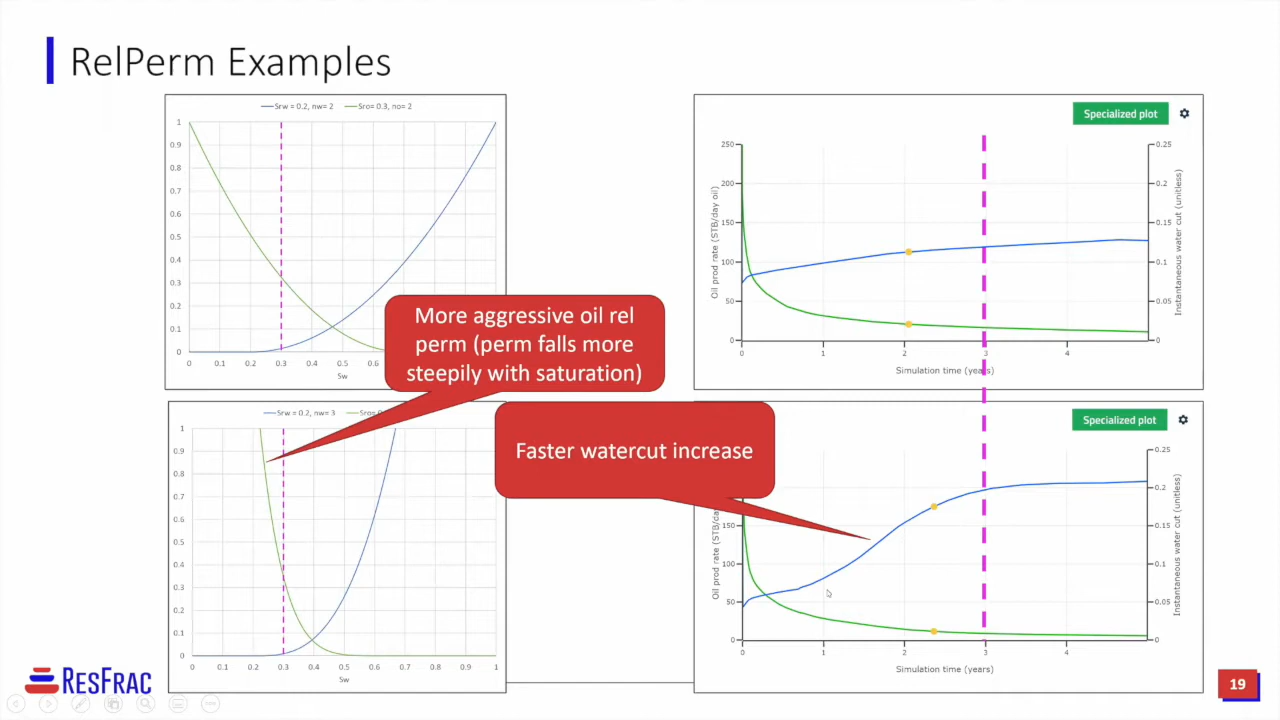 RelPerm Examples
Srw = 0.2, nw= 2 Sro= 0.3, no= 2
1
0.9
0.8
0.7
0.6
0.5
0.4
0.3
0.2
0.1
0
0 0.1 0.2 0.3 0.4 0.5 0.6
Sw
Specialized plot
250
200
150
100
50
0
Oil prod rate (STB/day oil)
0.25
0.2
0.15
0.1
0.05
0
Instantaneous water cut (unitless)
0 1 2 3 4
Simulation time (years)
More aggressive oil rel
perm (perm falls more
steepily with saturation)
Srw = 0.2, nw= 3
1
0.9
0.8
0.7
0.6
0.5
0.4
0.3
0.2
0.1
0
0 0.1 0.2 0.3 0.4 0.5 0.6 0.7 0.8 0.9 1
Sw
Faster watercut increase
Specialized plot
150
100
50
0
Oil prod rate
0.25
0.2
0.15
0.1
0.05
0
Instantaneous water cut (unitless)
0 1 2 3 4
Simulation time (years)
RESFRAC
19